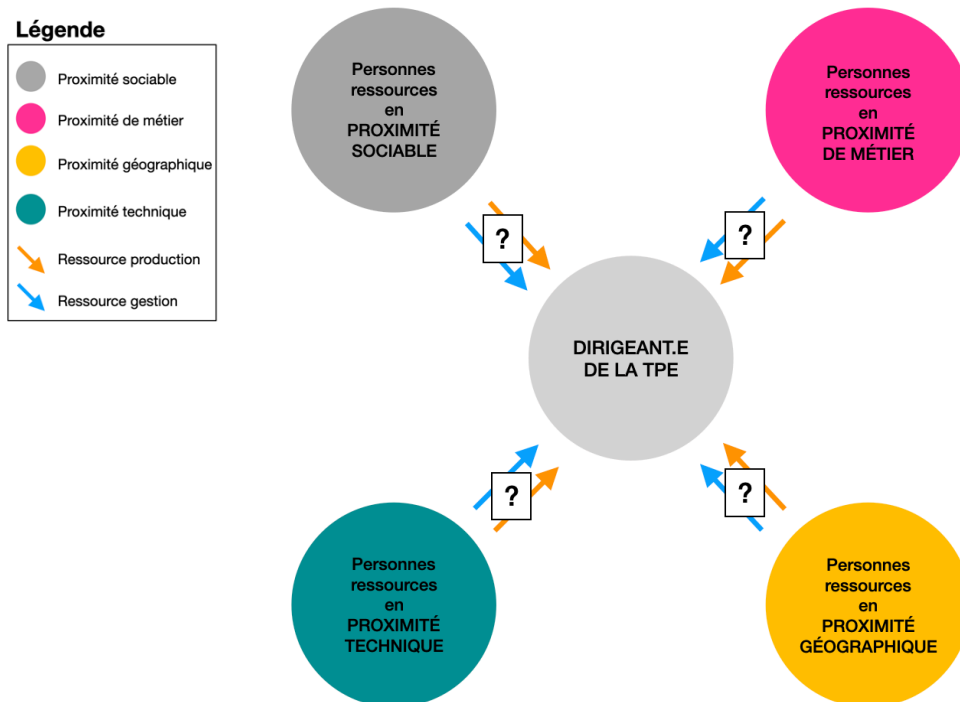 Légende
Proximité sociable
Proximité de métier
Proximité géographique
Proximité technique
Ressource production
Ressource gestion
Personnes
ressources
en
PROXIMITÉ
SOCIABLE
Personnes
ressources
en
PROXIMITÉ
DE MÉTIER
?
?
DIRIGEANT.E
DE LA TPE
?
?
Personnes
ressources
en
PROXIMITÉ
TECHNIQUE
Personnes
ressources
en
PROXIMITÉ
GÉOGRAPHIQUE